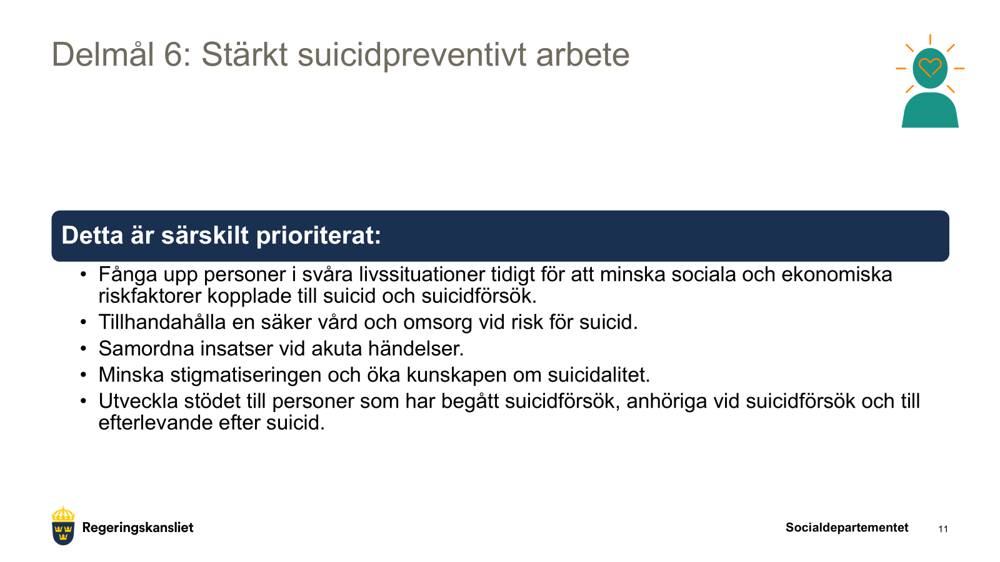 Delmål 6: Stärkt suicidpreventivt arbete
Detta är särskilt prioriterat:
• Fånga upp personer i svåra livssituationer tidigt för att minska sociala och ekonomiska
riskfaktorer kopplade till suicid och suicidförsök.
• Tillhandahålla en säker vård och omsorg vid risk för suicid.
• Samordna insatser vid akuta händelser.
• Minska stigmatiseringen och öka kunskapen om suicidalitet.
• Utveckla stödet till personer som har begått suicidförsök, anhöriga vid suicidförsök och till
efterlevande efter suicid.
Regeringskansliet
Socialdepartementet
11